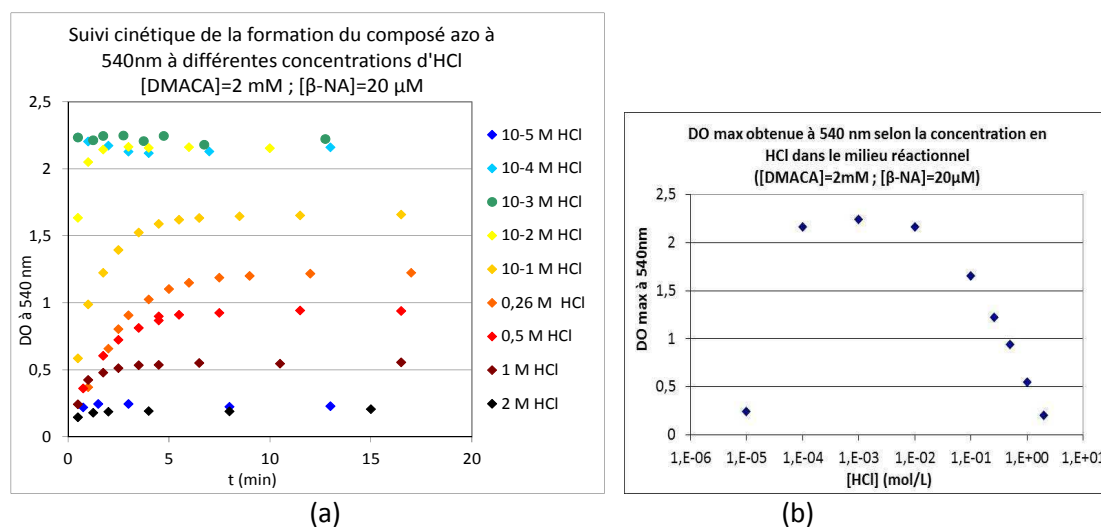 Suivi cinétique de la formation du composé azo à
540nm à différentes concentrations d'HCl
[DMACA]=2 mM ; [β-NA]=20 µM
DO à 540 nm
2,5
2
1,5
1
0,5
0
0 5 10 15 20
t (min)
10-5 M HCl
10-4 M HCl
10-3 M HCl
10-2 M HCl
10-1 M HCl
0,26 M HCl
0,5 M HCl
1 M HCl
2 M HCl
(a)
DO max obtenue à 540 nm selon la concentration en
HCl dans le milieu réactionnel
([DMACA]=2mM ; [β-NA]=20µM)
DO max à 540nm
2,5
2
1,5
1
0,5
0
1,E-06 1,E-05 1,E-04 1,E-03 1,E-02 1,E-01 1,E+00 1,E+01
[HCl] (mol/L)
(b)